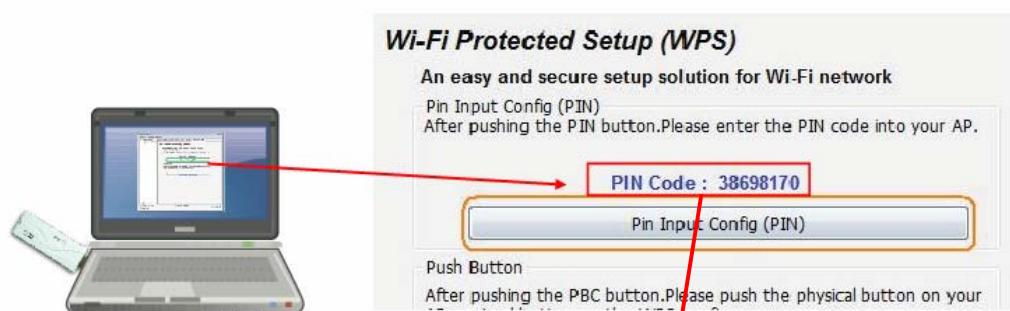 Wi-Fi Protected Setup (WPS)
An easy and secure setup solution for Wi-Fi network
Pin Input Config (PIN)
After pushing the PIN button.Please enter the PIN code into your AP.
PIN Code : 38698170
Pin Input Config (PIN)
Push Button
After pushing the PBC button.Please push the physical button on your